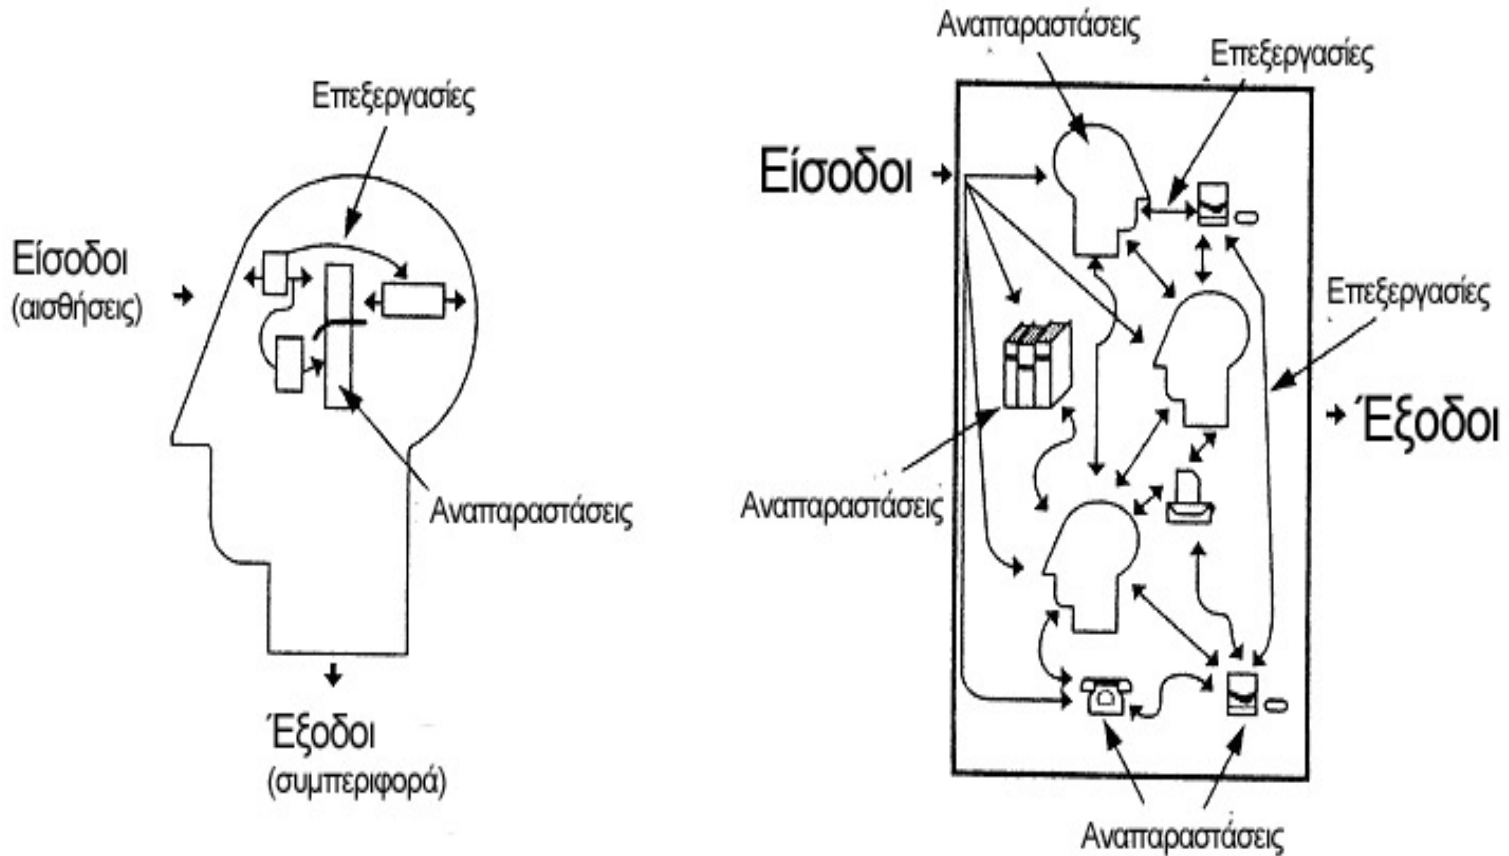 Επεξεργασίες
Είσοδοι
(αισθήσεις)
Αναπαραστάσεις
Έξοδοι
(συμπεριφορά)
Αναπαραστάσεις
Επεξεργασίες
Είσοδοι
Επεξεργασίες
Έξοδοι
Αναπαραστάσεις
Αναπαραστάσεις